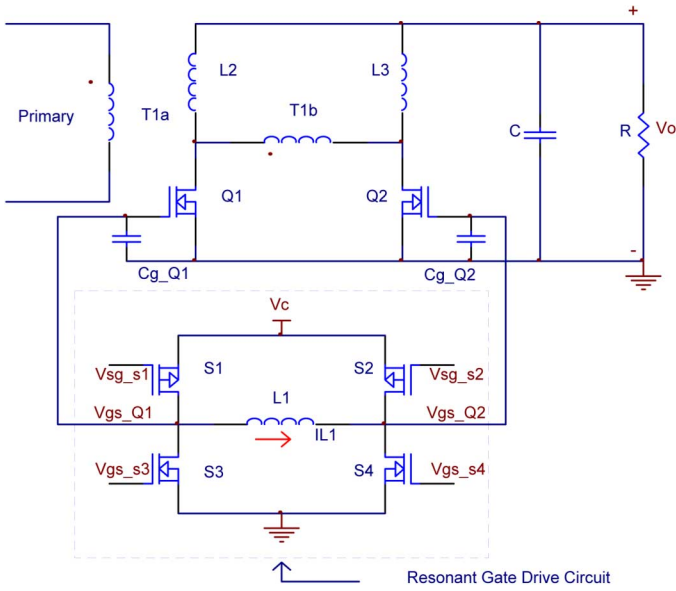 +
L2
L3
Primary
T1a
T1b
C
R
Vo
Q1
Q2
-
Cg_Q1
Cg_Q2
Vc
Vsg_s1
S1
S2
Vsg_s2
Vgs_Q1
L1
IL1
Vgs_Q2
Vgs_s3
S3
S4
Vgs_s4
Resonant Gate Drive Circuit